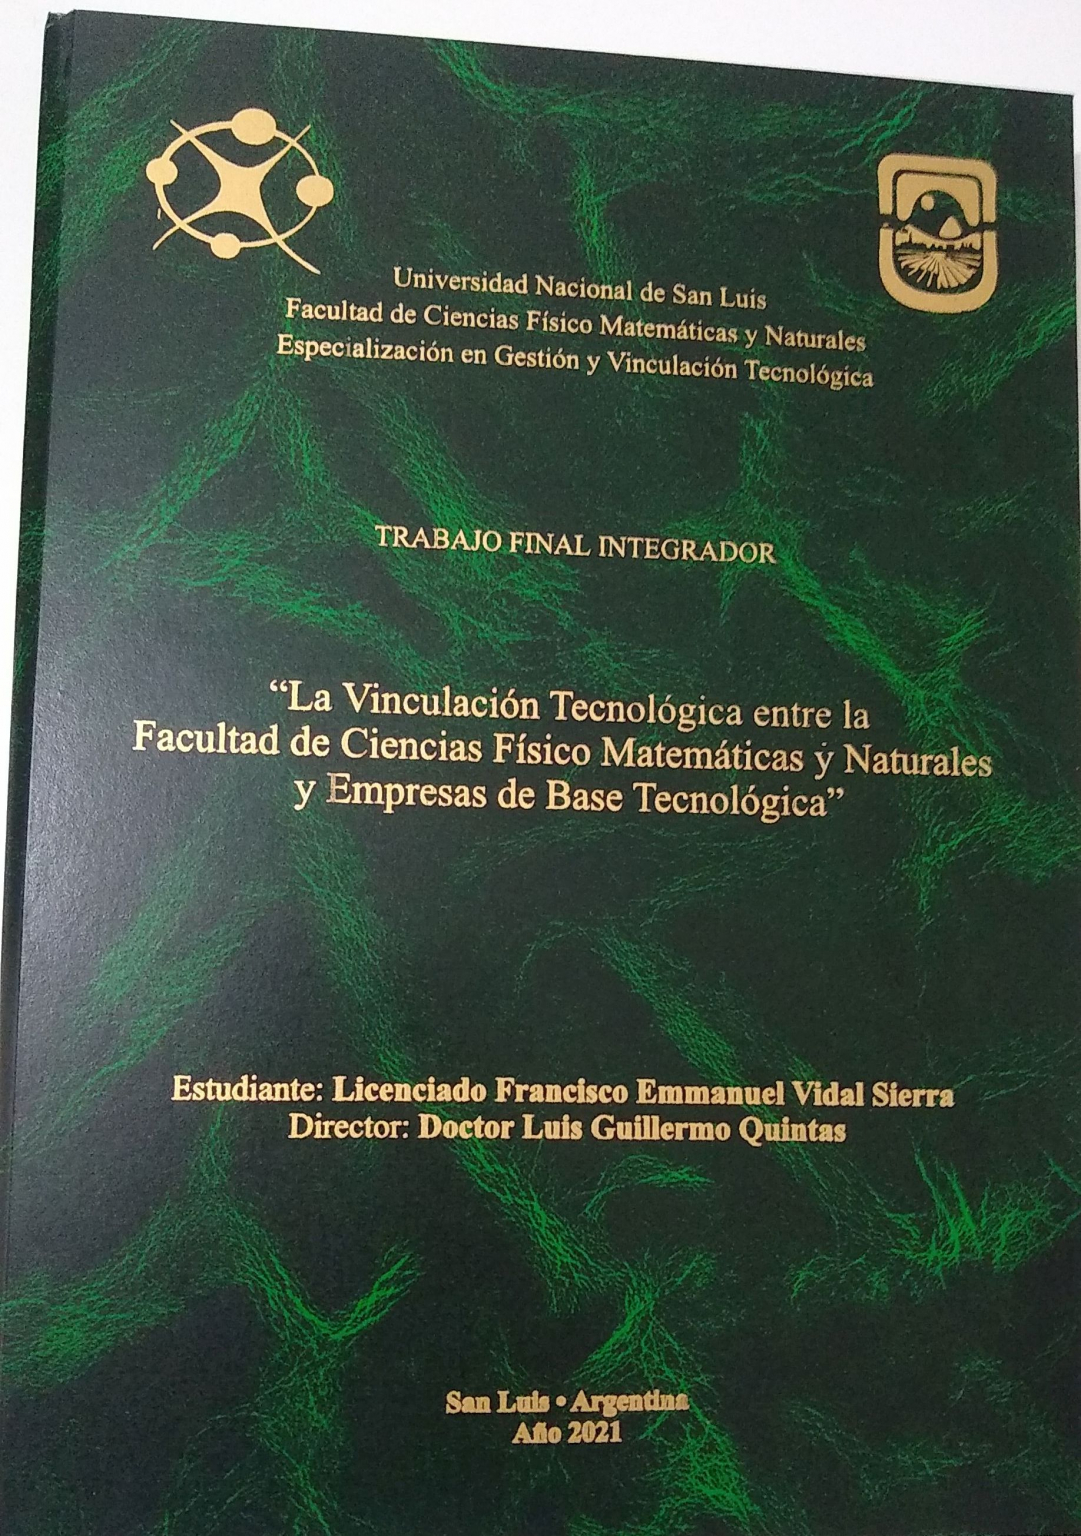 Universidad Nacional de San Luis
Facultad de Ciencias Físico Matemáticas y Naturales
Especialización en Gestión y Vinculación Tecnológica
TRABAJO FINAL INTEGRADOR
“La Vinculación Tecnológica entre la
Facultad de Ciencias Físico Matemáticas y Naturales
y Empresas de Base Tecnológica”
Estudiante: Licenciado Francisco Emmanuel Vidal Sierra
Director: Doctor Luis Guillermo Quintas
San Luis • Argentina
Año 2021